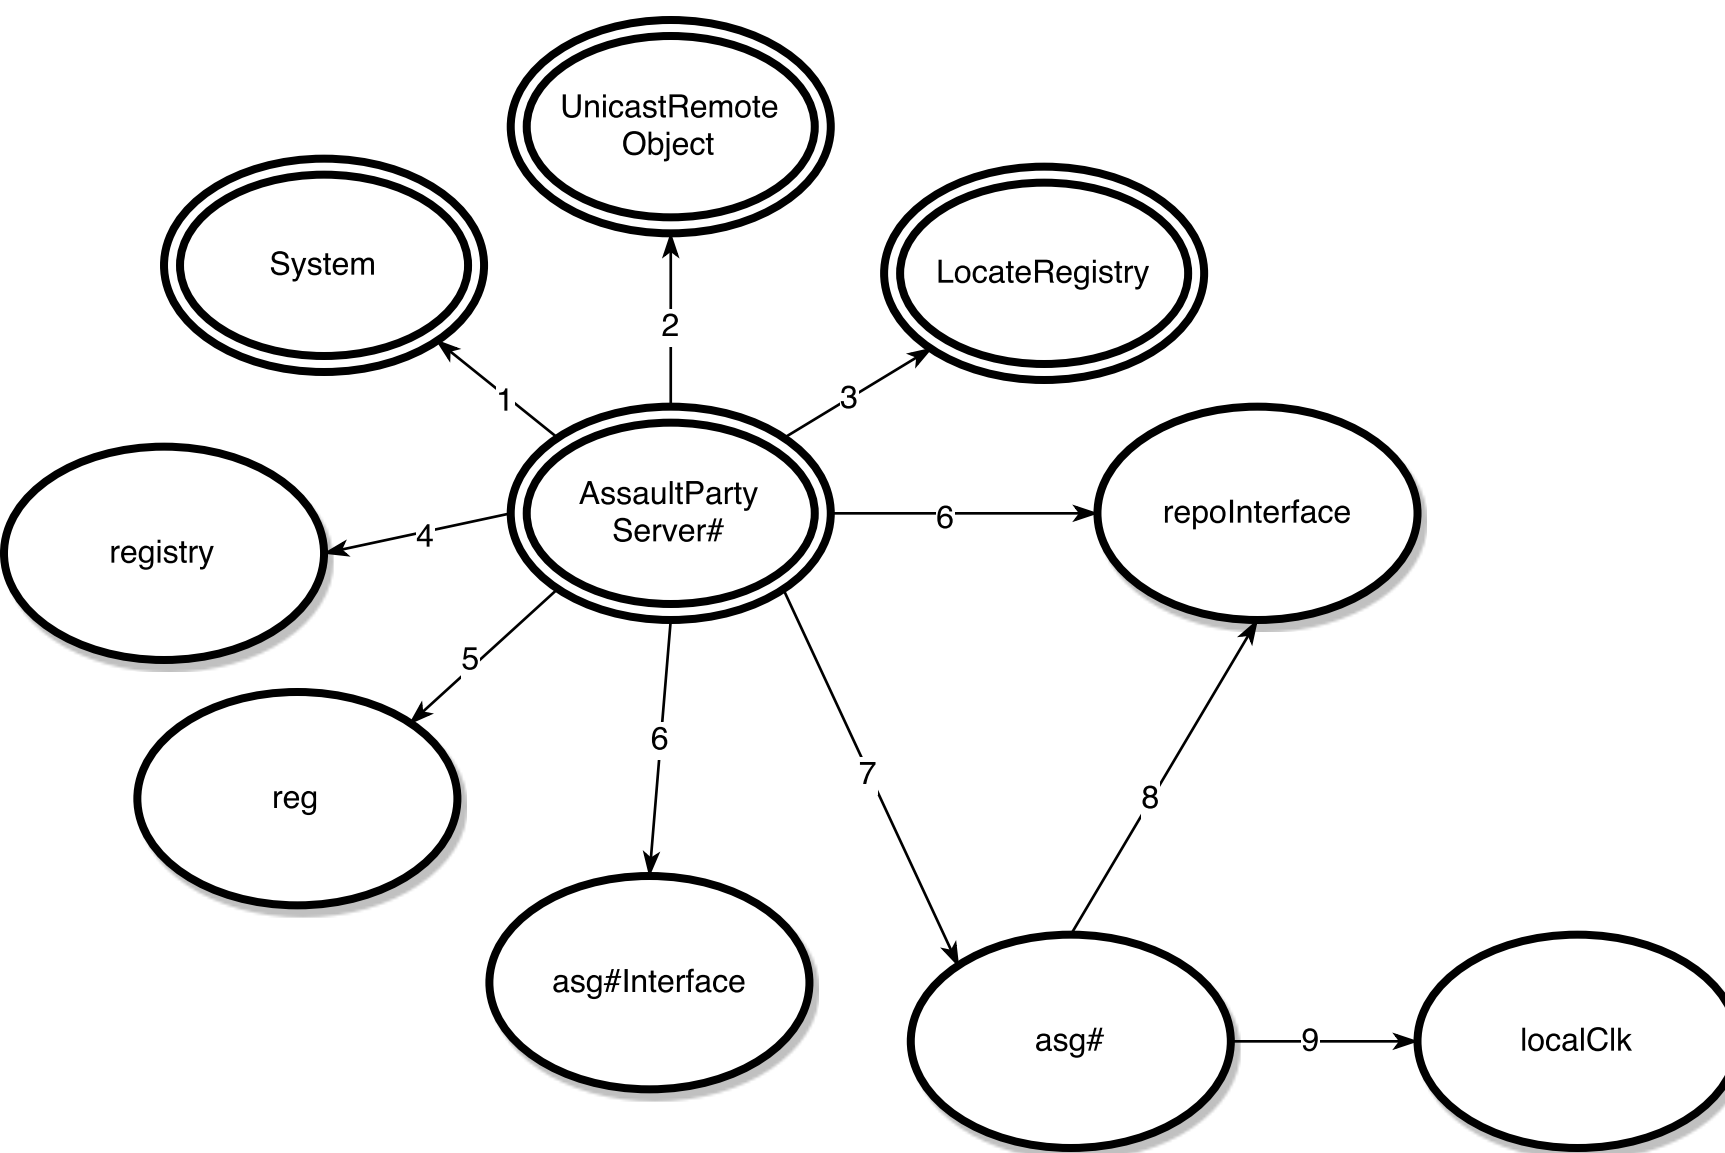 UnicastRemote
Object
System
LocateRegistry
2
1
3
AssaultParty
Server#
repoInterface
6
4
registry
5
6
7
8
reg
asg#Interface
asg#
9
localClk